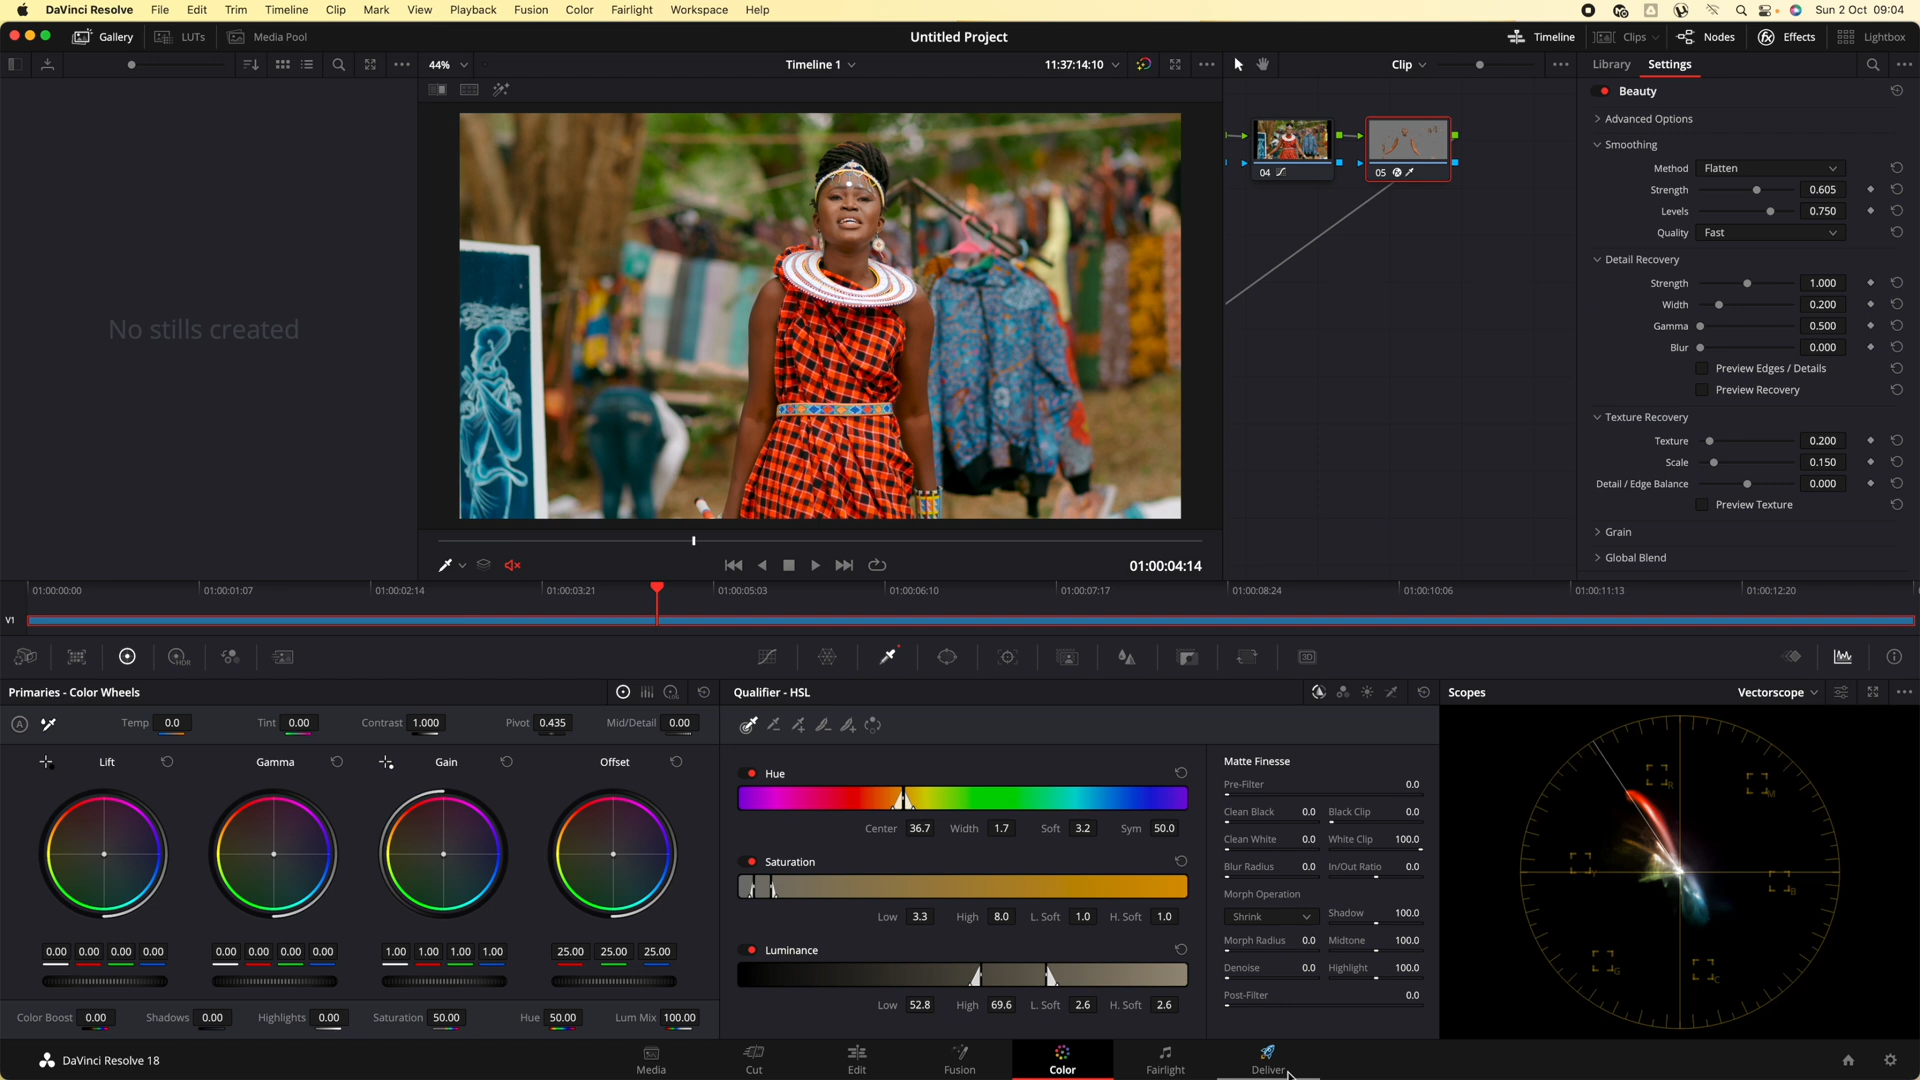 DaVinci Resolve File Edit Trim Timeline Clip Mark View Playback Fusion Color Fairlight Workspace Help Sun 2 Oct 09:04
Gallery LUTs Media Pool Untitled Project Timeline Clips Nodes Effects Lightbox
44% Timeline 1 11:37:14:10 Clip Library Settings
Beauty
Advanced Options
Smoothing
Method Flatten
Strength 0.605
Levels 0.750
Quality Fast
Detail Recovery
Strength 1.000
Width 0.200
Gamma 0.500
Blur 0.000
Preview Edges / Details
Preview Recovery
Texture Recovery
Texture 0.200
Scale 0.150
Detail / Edge Balance 0.000
Preview Texture
Grain
Global Blend
04 05
No stills created
01:00:04:14
01:00:00:00 01:00:01:07 01:00:02:14 01:00:03:21 01:00:05:03 01:00:06:10 01:00:07:17 01:00:08:24 01:00:10:06 01:00:11:13 01:00:12:20
V1
HDR 3D
Primaries - Color Wheels LOG Qualifier - HSL Scopes Vectorscope
A Temp 0.0 Tint 0.00 Contrast 1.000 Pivot 0.435 Mid/Detail 0.00
Lift Gamma Gain Offset
0.00 0.00 0.00 0.00 0.00 0.00 0.00 0.00 1.00 1.00 1.00 1.00 25.00 25.00 25.00
Color Boost 0.00 Shadows 0.00 Highlights 0.00 Saturation 50.00 Hue 50.00 Lum Mix 100.00
Hue
Center 36.7 Width 1.7 Soft 3.2 Sym 50.0
Saturation
Low 3.3 High 8.0 L. Soft 1.0 H. Soft 1.0
Luminance
Low 52.8 High 69.6 L. Soft 2.6 H. Soft 2.6
Matte Finesse
Pre-Filter 0.0
Clean Black 0.0 Black Clip 0.0
Clean White 0.0 White Clip 100.0
Blur Radius 0.0 In/Out Ratio 0.0
Morph Operation
Shrink Shadow 100.0
Morph Radius 0.0 Midtone 100.0
Denoise 0.0 Highlight 100.0
Post-Filter 0.0
R M
Y B
G C
DaVinci Resolve 18 Media Cut Edit Fusion Color Fairlight Deliver